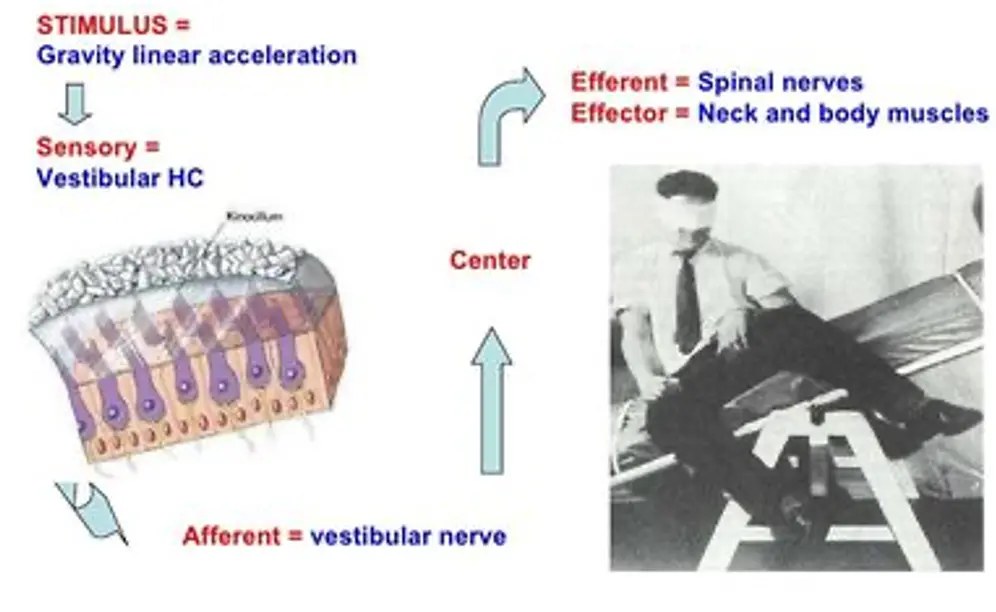 STIMULUS =
Gravity linear acceleration
Sensory =
Vestibular HC
Kinocilium
Afferent = vestibular nerve
Center
Efferent = Spinal nerves
Effector = Neck and body muscles